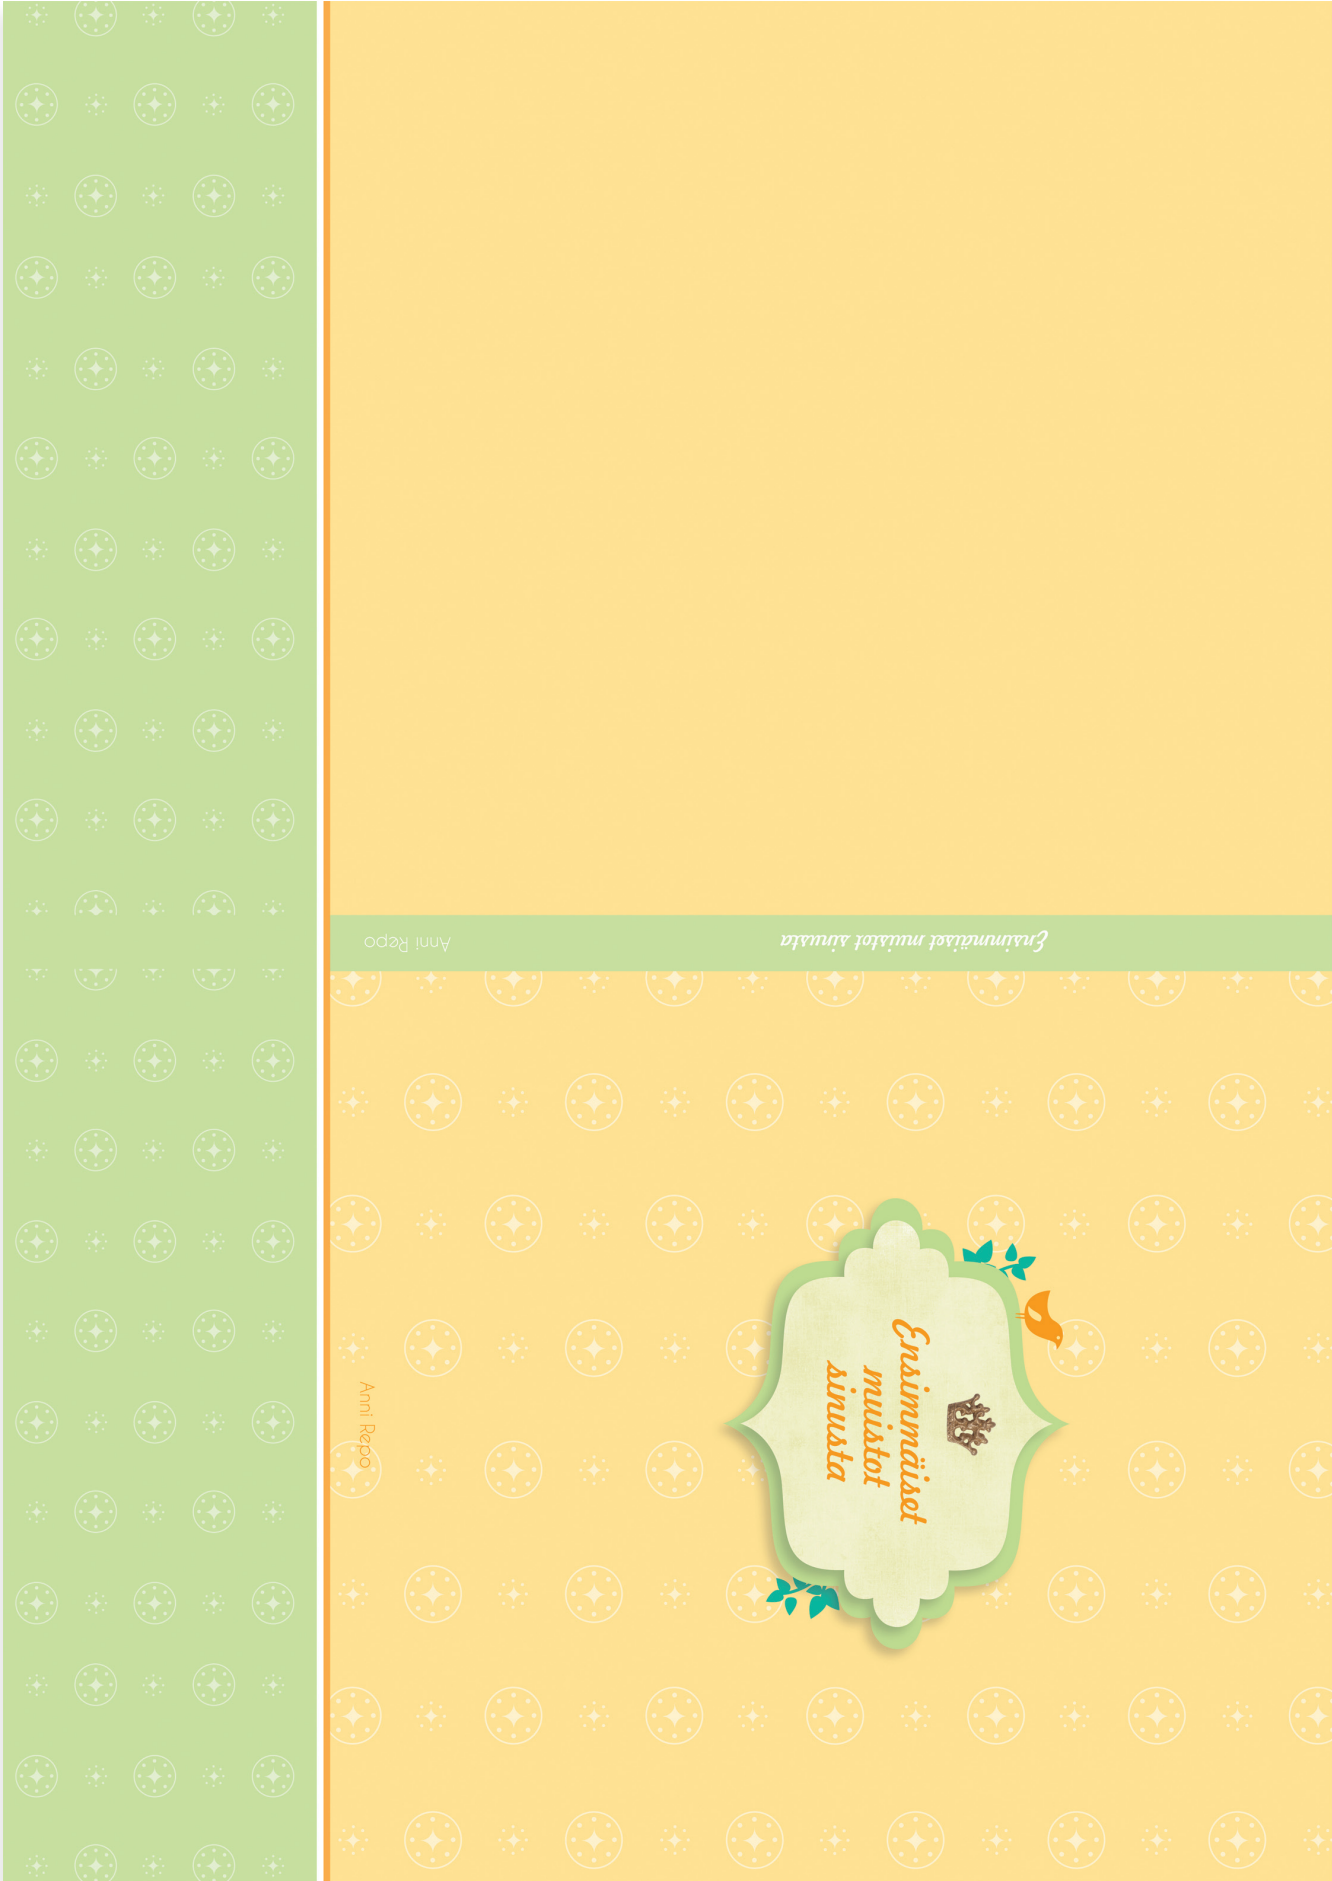 Ensimmäiset muistot sinusta
Anni Repo
Ensimmäiset
muistot
sinusta
Anni Repo